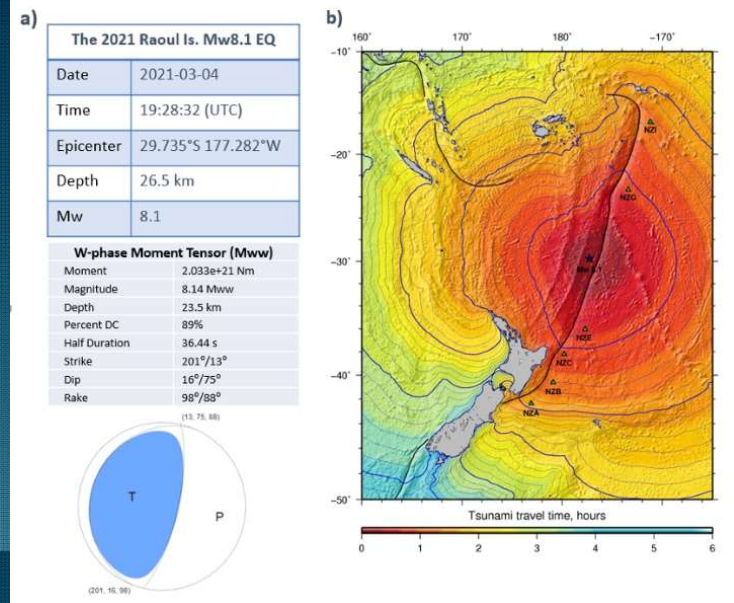 a)
The 2021 Raoul Is. Mw8.1 EQ
Date 2021-03-04
Time 19:28:32 (UTC)
Epicenter 29.735°S 177.282°W
Depth 26.5 km
Mw 8.1
W-phase Moment Tensor (Mww)
Moment 2.033e+21 Nm
Magnitude 8.14 Mww
Depth 23.5 km
Percent DC 89%
Half Duration 36.44 s
Strike 201°/13°
Dip 16°/75°
Rake 98°/88°
(13, 75, 88)
T
P
(201, 16, 98)
b)
160° 170° 180° -170°
-10°
-20°
-30°
-40°
-50°
NZI
NZG
Mw 8.1
NZE
NZC
NZB
NZA
Tsunami travel time, hours
0 1 2 3 4 5 6